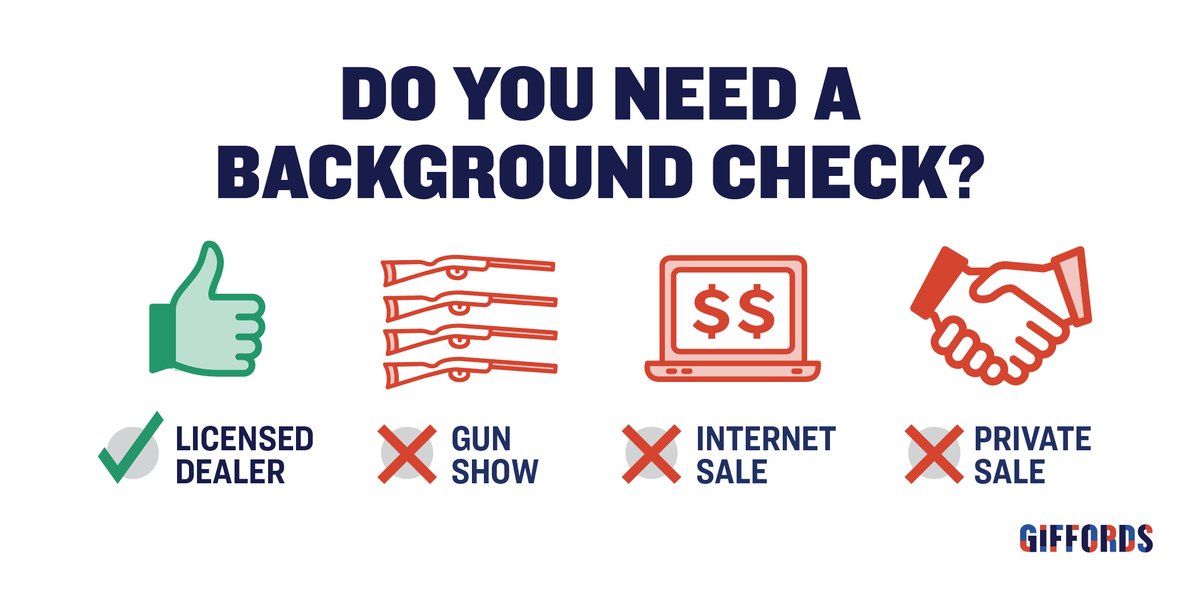 DO YOU NEED A
BACKGROUND CHECK?
$$
LICENSED
DEALER
GUN
SHOW
INTERNET
SALE
PRIVATE
SALE
GIFFORDS